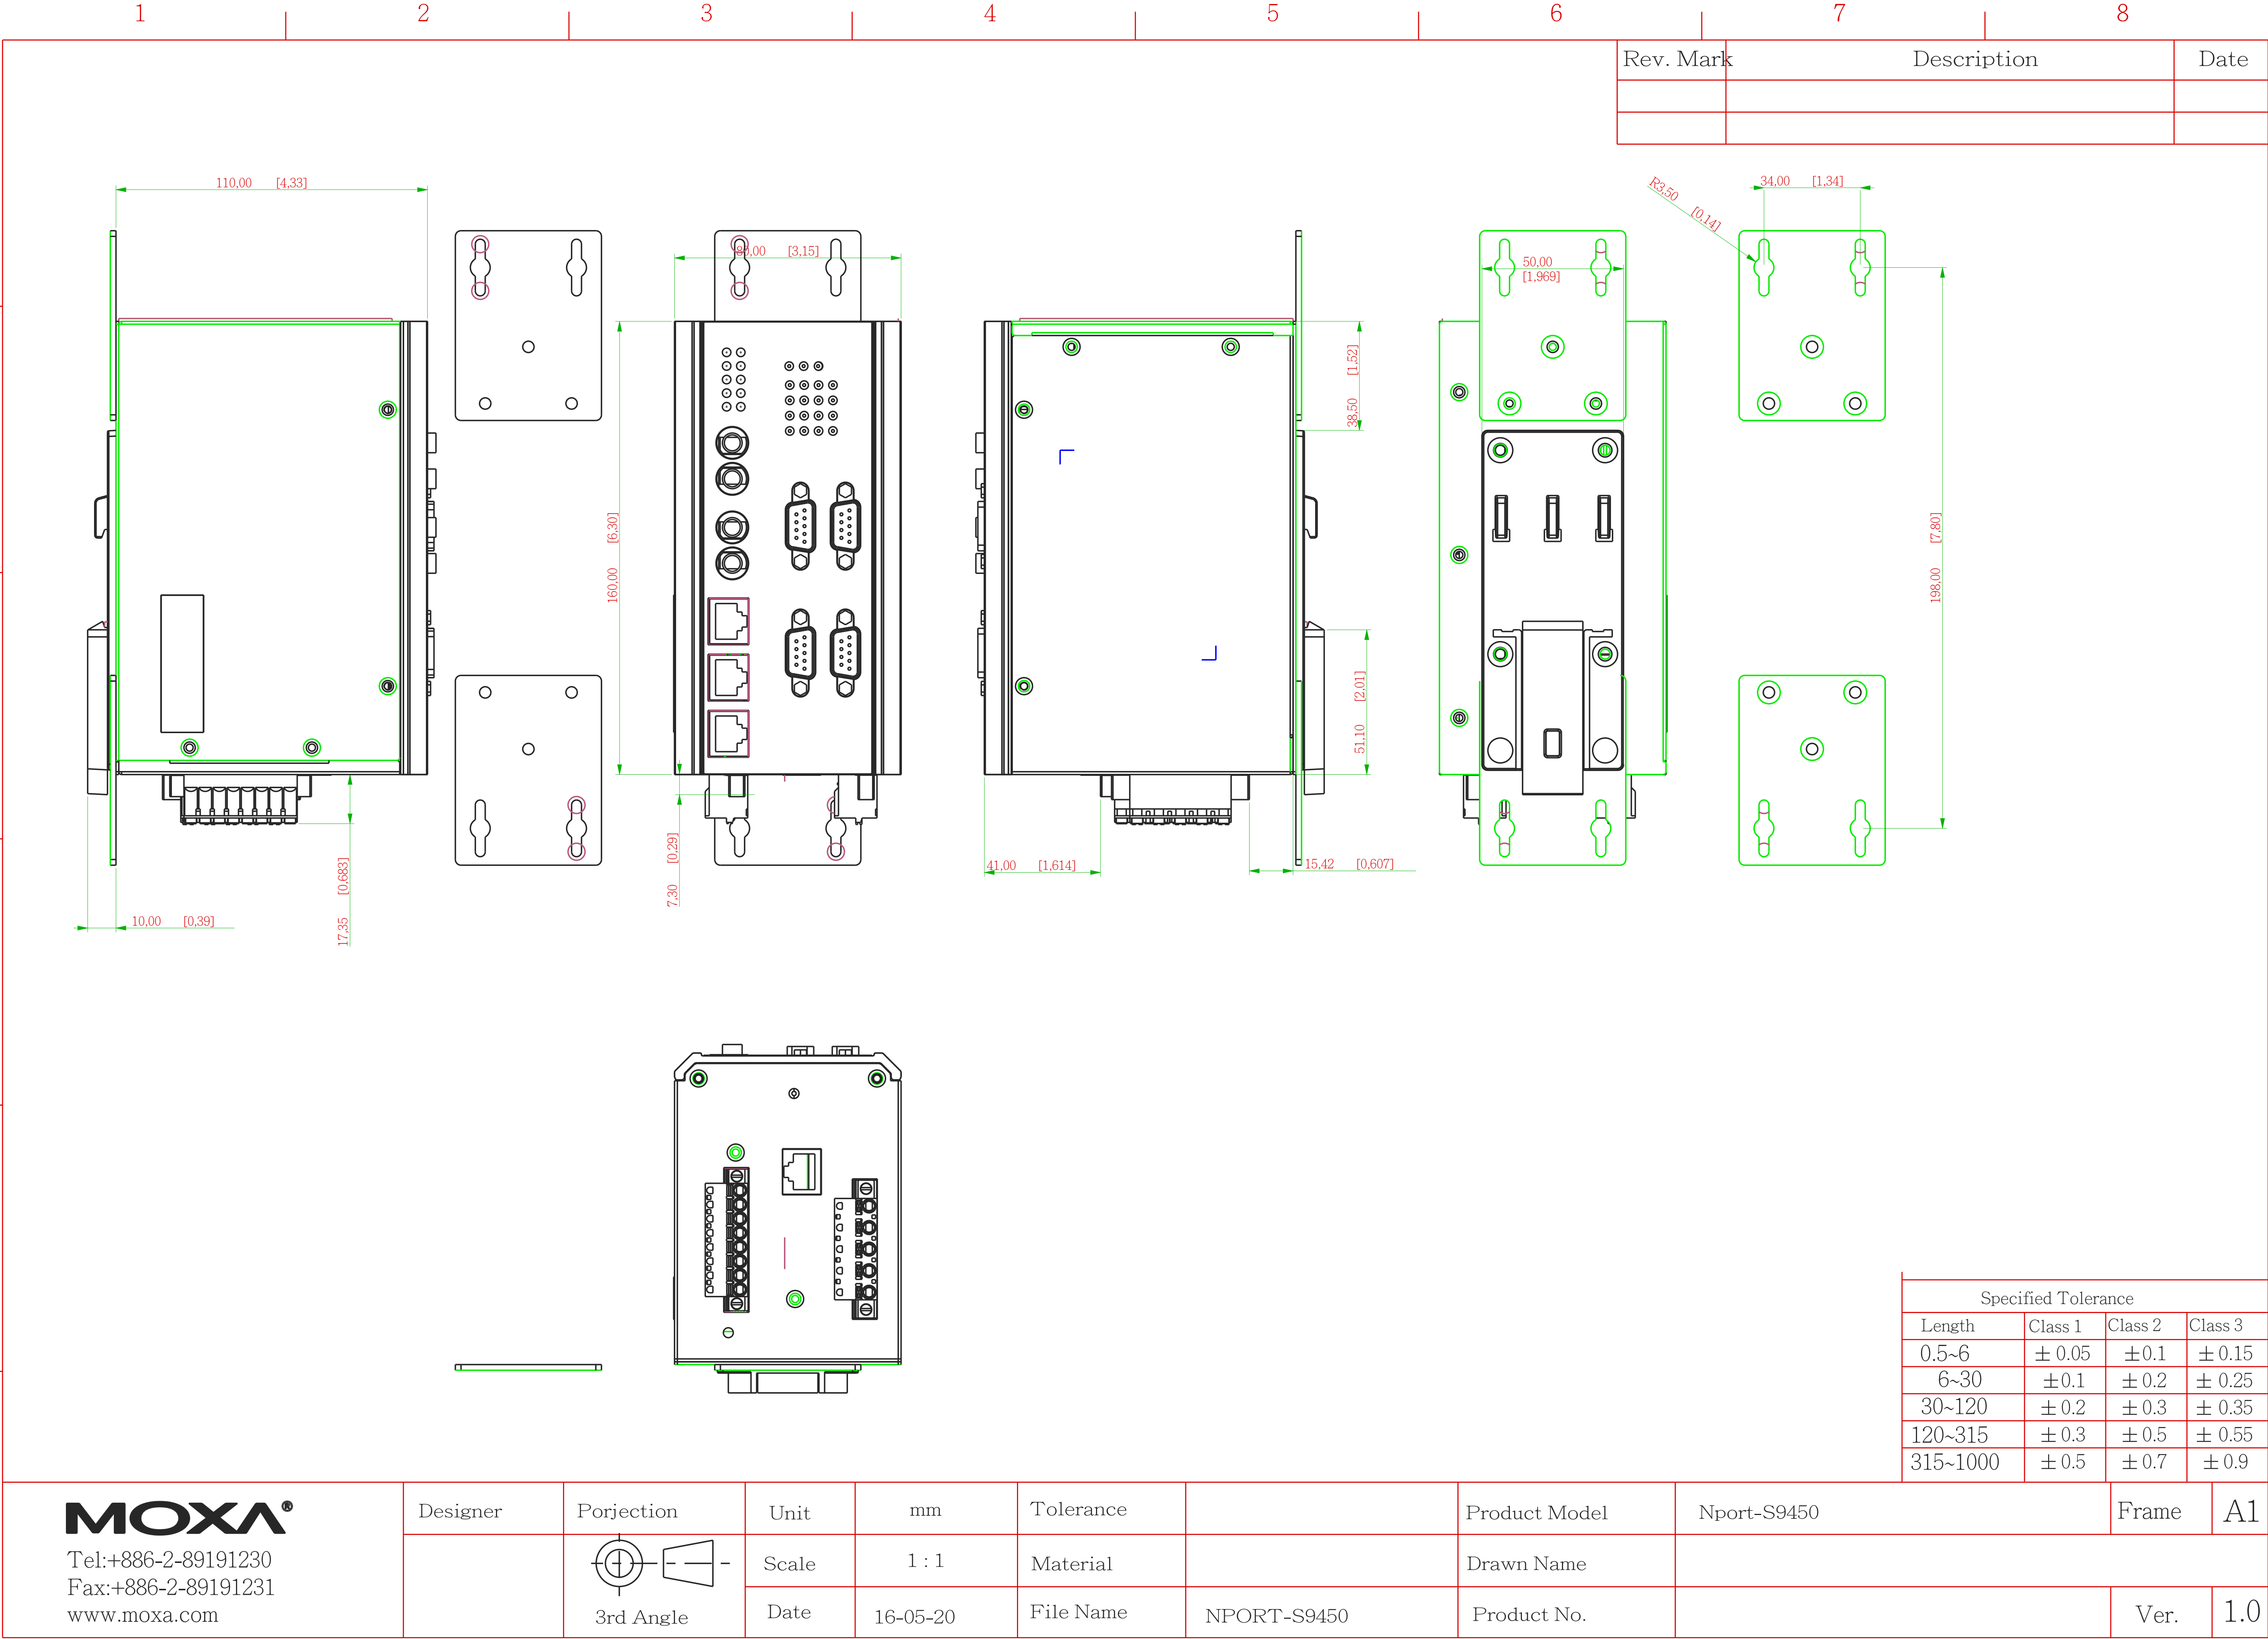 1 2 3 4 5 6 7 8
Rev. Mark Description Date
110,00 [4,33]
R3,50 [0,14]
34,00 [1,34]
80,00 [3,15]
50,00
[1,969]
38,50 [1,52]
160,00 [6,30]
198,00 [7,80]
51,10 [2,01]
7,30 [0,29]
17,35 [0,683]
41,00 [1,614]
15,42 [0,607]
10,00 [0,39]
Specified Tolerance
Length Class 1 Class 2 Class 3
0.5~6 ± 0.05 ±0.1 ± 0.15
6~30 ±0.1 ± 0.2 ± 0.25
30~120 ± 0.2 ± 0.3 ± 0.35
120~315 ± 0.3 ± 0.5 ± 0.55
315~1000 ± 0.5 ± 0.7 ± 0.9
MOXA®
Tel:+886-2-89191230
Fax:+886-2-89191231
www.moxa.com
Designer
Porjection
3rd Angle
Unit mm
Scale 1 : 1
Date 16-05-20
Tolerance
Material
File Name NPORT-S9450
Product Model Nport-S9450
Frame A1
Drawn Name
Product No.
Ver. 1.0